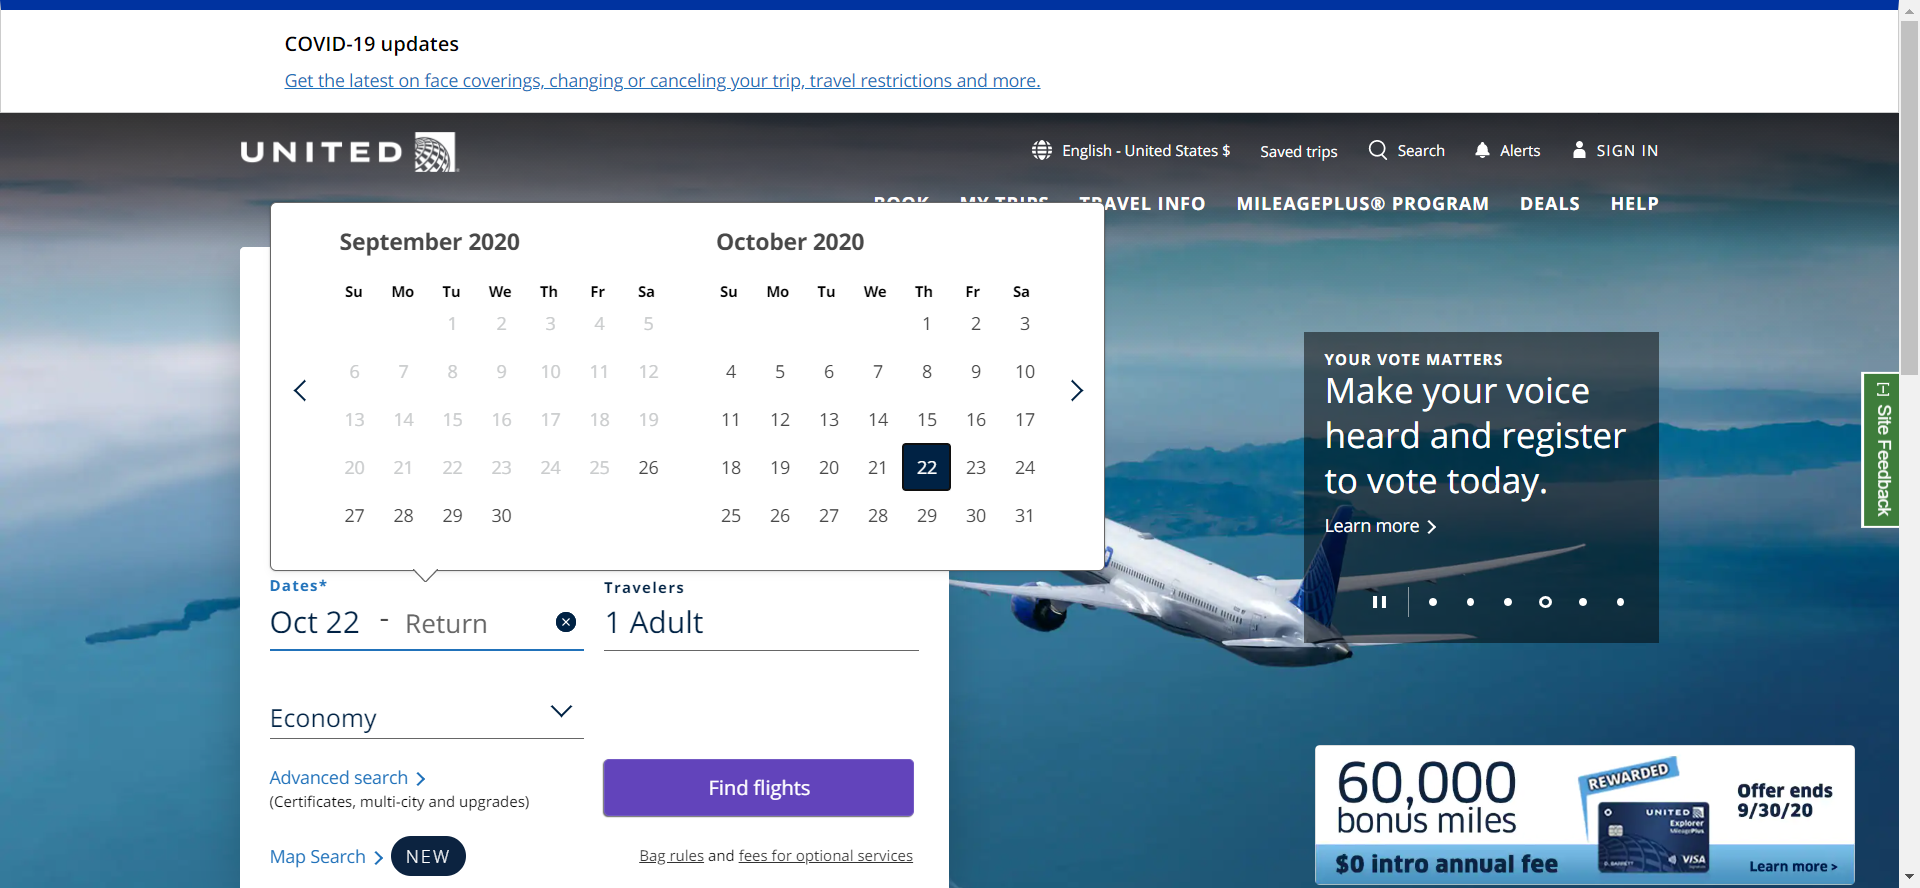 COVID-19 updates
Get the latest on face coverings, changing or canceling your trip, travel restrictions and more.
UNITED
English - United States $
Saved trips
Search
Alerts
SIGN IN
BOOK
MY TRIPS
TRAVEL INFO
MILEAGEPLUS® PROGRAM
DEALS
HELP
September 2020
Su Mo Tu We Th Fr Sa
1 2 3 4 5
6 7 8 9 10 11 12
13 14 15 16 17 18 19
20 21 22 23 24 25 26
27 28 29 30
October 2020
Su Mo Tu We Th Fr Sa
1 2 3
4 5 6 7 8 9 10
11 12 13 14 15 16 17
18 19 20 21 22 23 24
25 26 27 28 29 30 31
Dates*
Oct 22 - Return
Travelers
1 Adult
Economy
Advanced search
(Certificates, multi-city and upgrades)
Find flights
Map Search
NEW
Bag rules and fees for optional services
YOUR VOTE MATTERS
Make your voice
heard and register
to vote today.
Learn more
[-] Site Feedback
60,000
bonus miles
$0 intro annual fee
REWARDED
UNITED
Explorer
MileagePlus
VISA
Offer ends
9/30/20
Learn more >